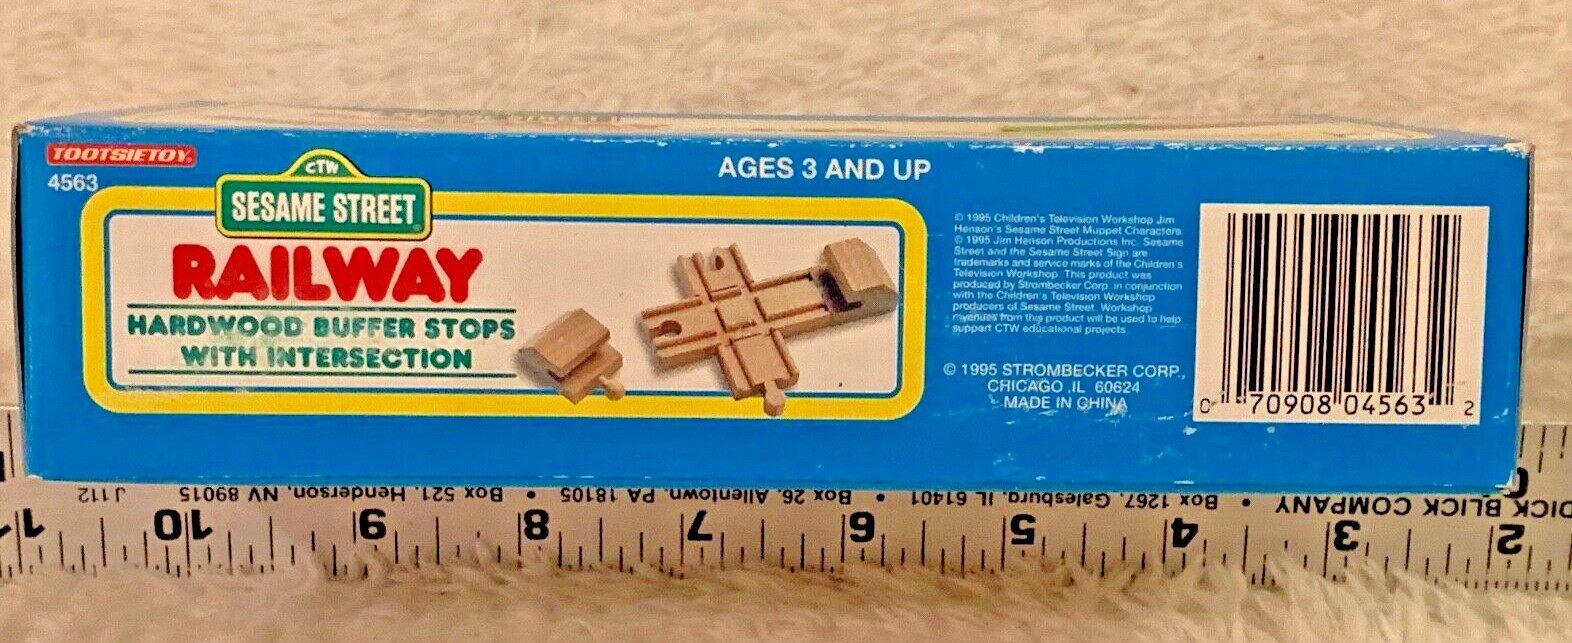 TOOTSIETOY®
4563
CTW
SESAME STREET
RAILWAY
HARDWOOD BUFFER STOPS
WITH INTERSECTION
AGES 3 AND UP
© 1995 Children's Television Workshop Jim
Henson's Sesame Street Muppet Characters
© 1995 Jim Henson Productions Inc. Sesame
Street and the Sesame Street Sign are
trademarks and service marks of the Children's
Television Workshop. This product was
produced by Strombecker Corp. in conjunction
with the Children's Television Workshop
producers of Sesame Street. Workshop
revenues from this product will be used to help
support CTW educational projects.
© 1995 STROMBECKER CORP.,
CHICAGO ,IL 60624
MADE IN CHINA
0 70908 04563 2
DICK BLICK COMPANY • Box 1267, Galesburg, IL 61401 • Box 26, Allentown, PA 18105 • Box 521, Henderson, NV 89015 J112
2 3 4 5 6 7 8 9 10 11